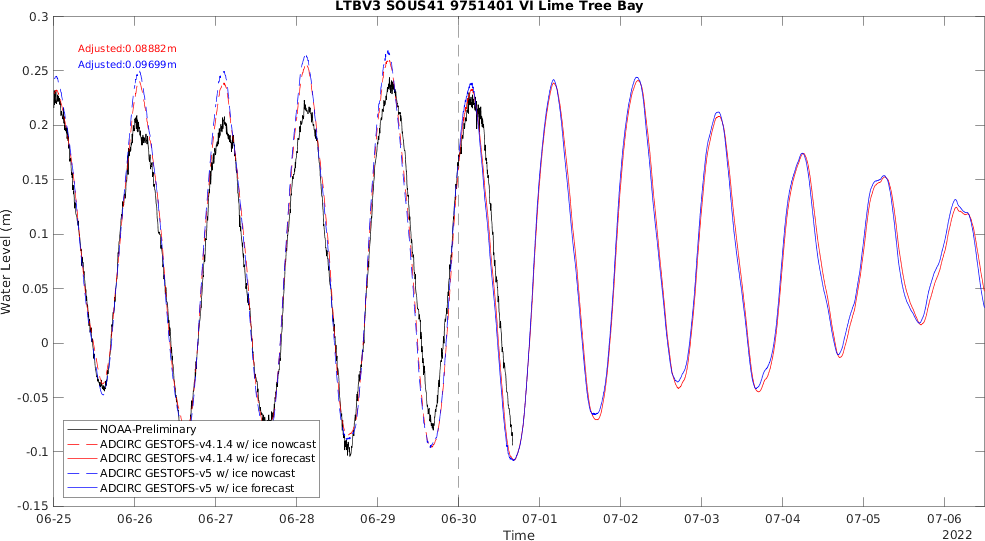 LTBV3 SOUS41 9751401 VI Lime Tree Bay
0.3
0.25
0.2
0.15
0.1
0.05
0
-0.05
-0.1
-0.15
Water Level (m)
Adjusted:0.08882m
Adjusted:0.09699m
NOAA-Preliminary
ADCIRC GESTOFS-v4.1.4 w/ ice nowcast
ADCIRC GESTOFS-v4.1.4 w/ ice forecast
ADCIRC GESTOFS-v5 w/ ice nowcast
ADCIRC GESTOFS-v5 w/ ice forecast
06-25 06-26 06-27 06-28 06-29 06-30 07-01 07-02 07-03 07-04 07-05 07-06
Time
2022